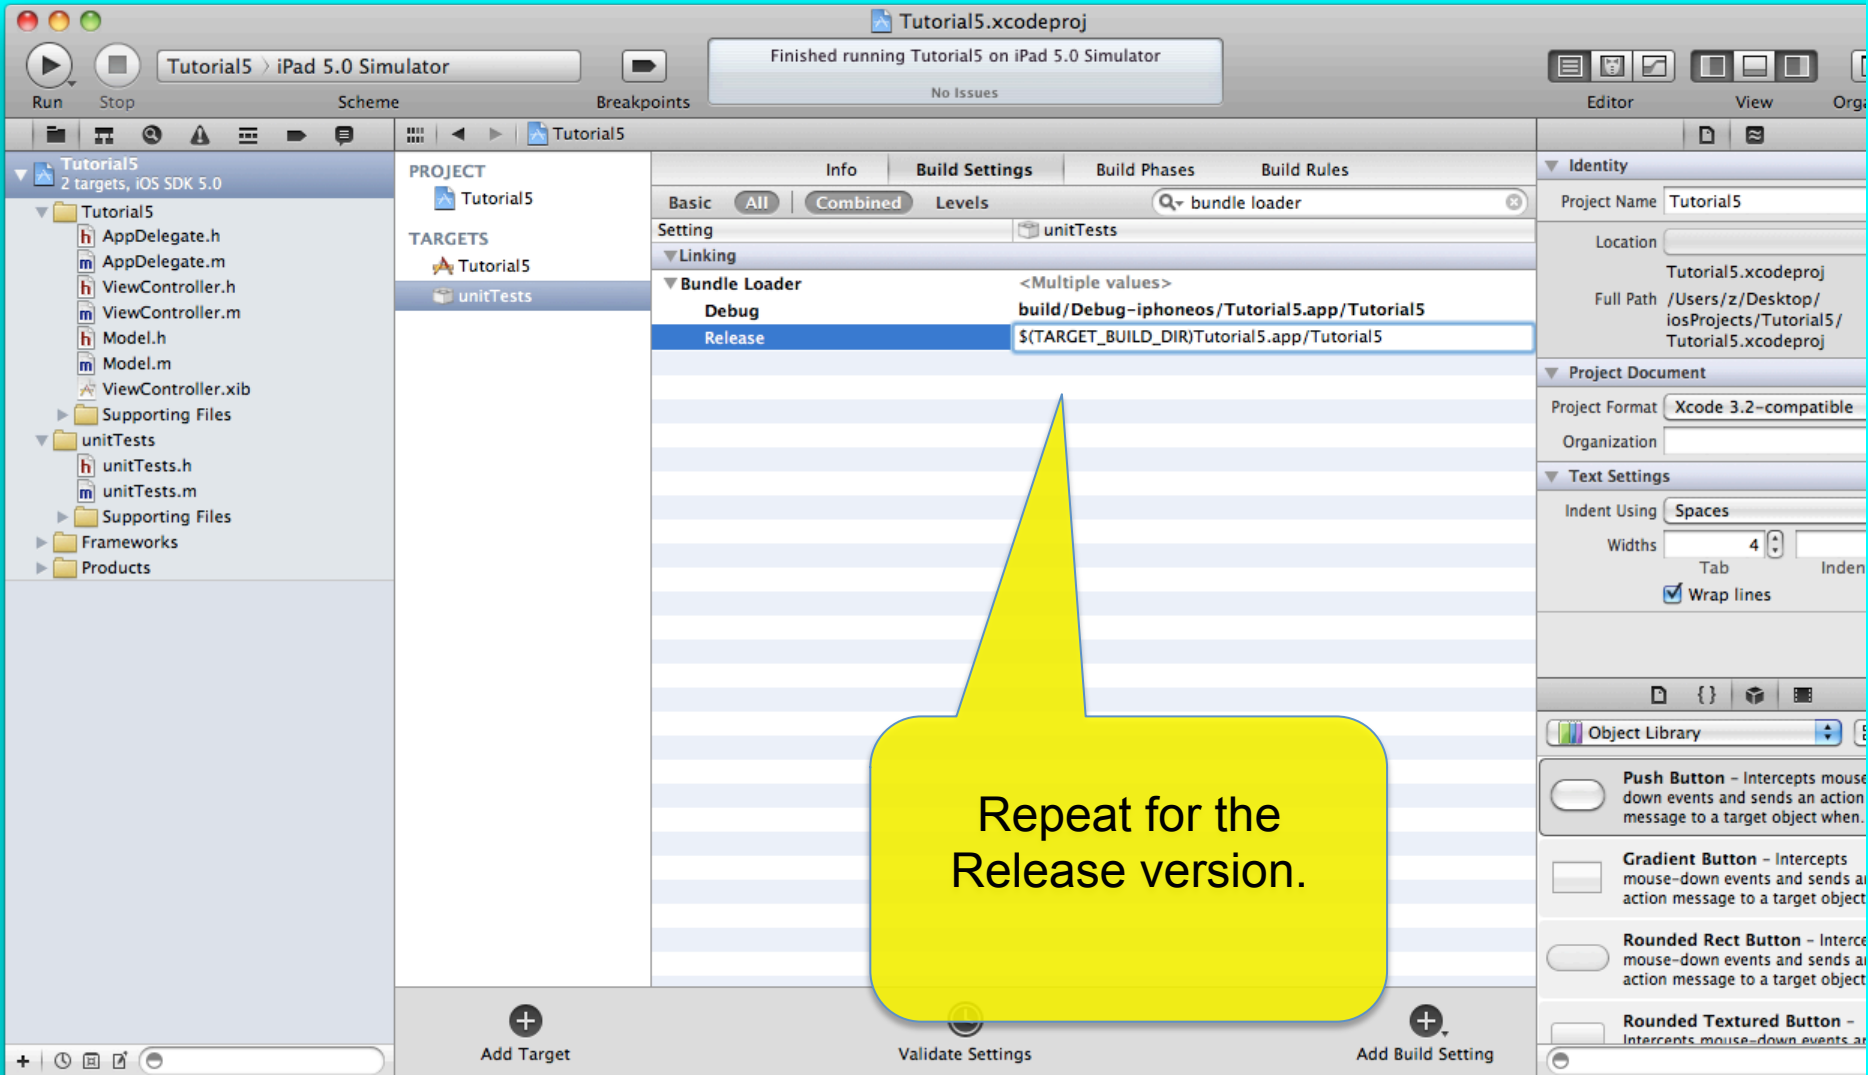 Tutorial5.xcodeproj
Tutorial5 〉 iPad 5.0 Simulator
Finished running Tutorial5 on iPad 5.0 Simulator
No Issues
Run
Stop
Scheme
Breakpoints
Editor
View
Tutorial5
Tutorial5
2 targets, iOS SDK 5.0
Tutorial5
AppDelegate.h
AppDelegate.m
ViewController.h
ViewController.m
Model.h
Model.m
ViewController.xib
Supporting Files
unitTests
unitTests.h
unitTests.m
Supporting Files
Frameworks
Products
PROJECT
Tutorial5
TARGETS
Tutorial5
unitTests
Info
Build Settings
Build Phases
Build Rules
Basic
All
Combined
Levels
bundle loader
Setting
unitTests
Linking
Bundle Loader
<Multiple values>
Debug
build/Debug-iphoneos/Tutorial5.app/Tutorial5
Release
$(TARGET_BUILD_DIR)Tutorial5.app/Tutorial5
Repeat for the
Release version.
Add Target
Validate Settings
Add Build Setting
Identity
Project Name Tutorial5
Location
Tutorial5.xcodeproj
Full Path /Users/z/Desktop/
iosProjects/Tutorial5/
Tutorial5.xcodeproj
Project Document
Project Format Xcode 3.2-compatible
Organization
Text Settings
Indent Using Spaces
Widths 4
Tab
Wrap lines
{}
Object Library
Push Button - Intercepts mouse
down events and sends an action
message to a target object when.
Gradient Button - Intercepts
mouse-down events and sends
action message to a target object
Rounded Rect Button -
mouse-down events and sends
action message to a target object
Rounded Textured Button -
Intercepts mouse-down events